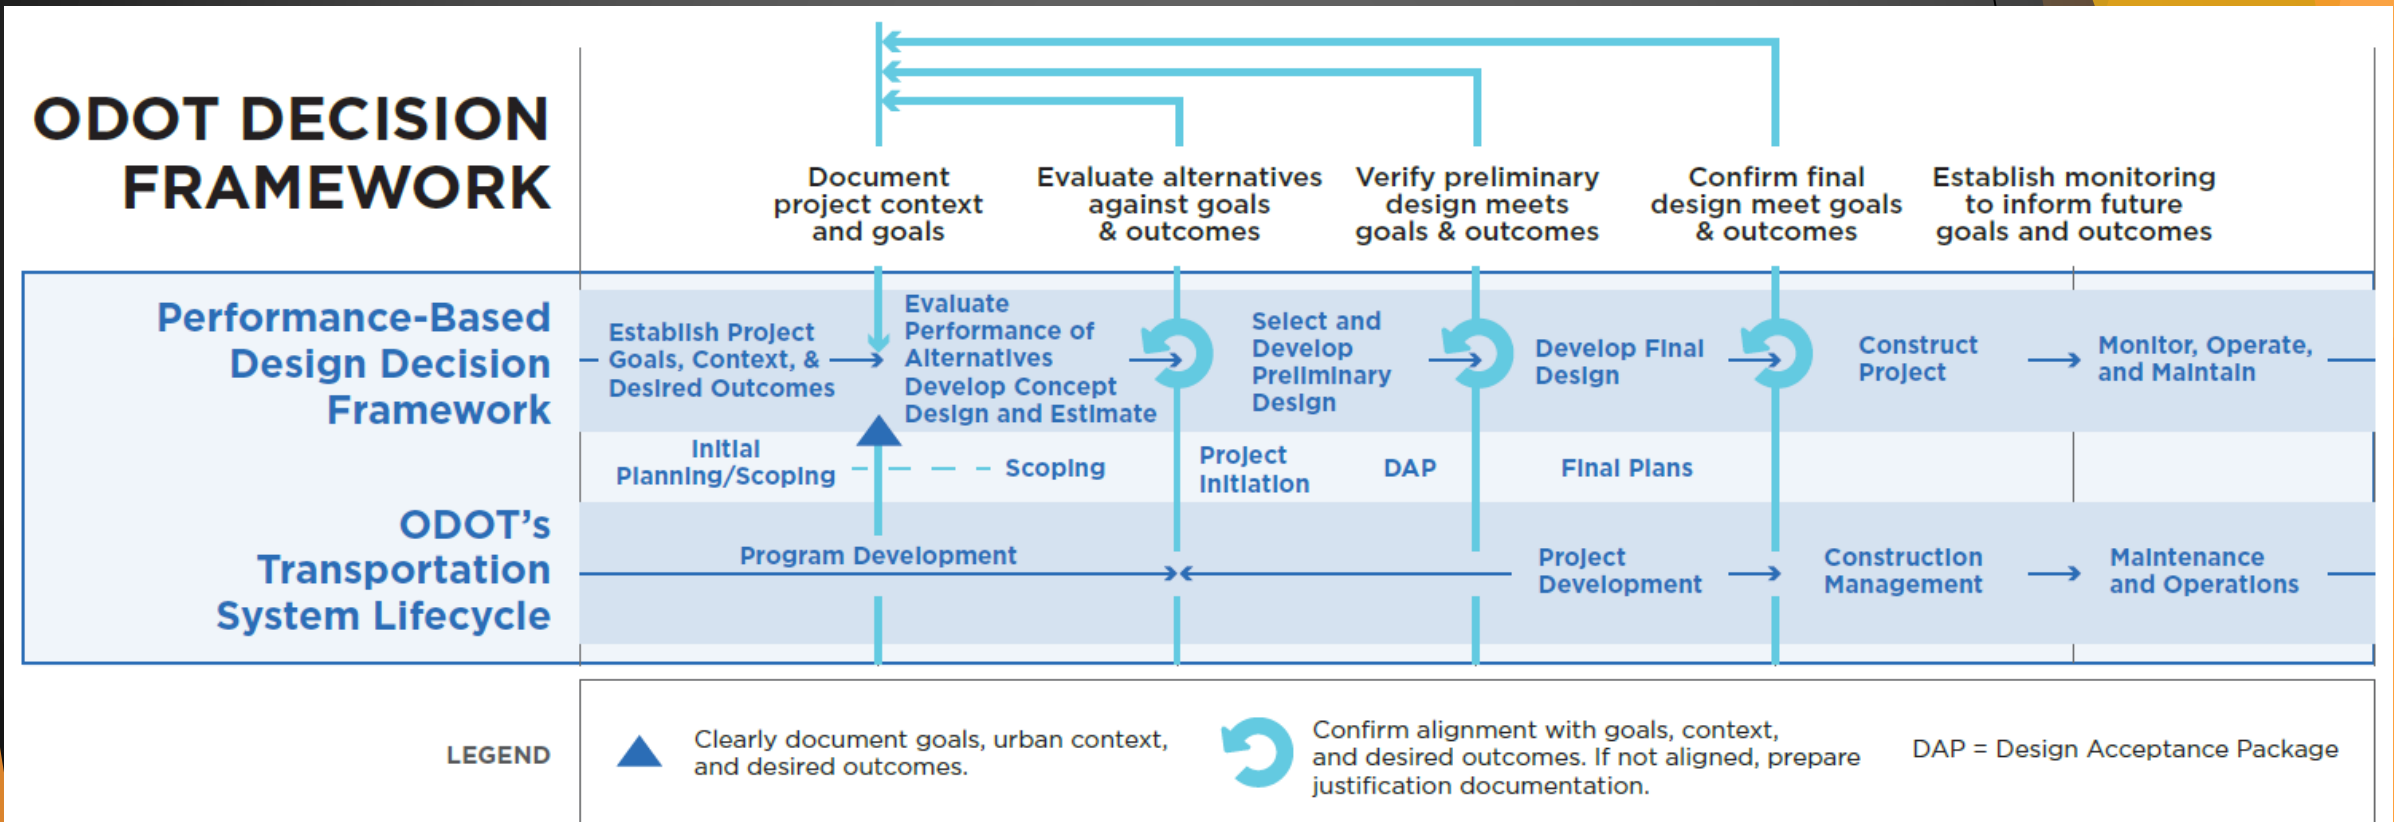 ODOT DECISION
FRAMEWORK
Document
project context
and goals
Evaluate alternatives
against goals
& outcomes
Verify preliminary
design meets
goals & outcomes
Confirm final
design meet goals
& outcomes
Establish monitoring
to inform future
goals and outcomes
Performance-Based
Design Decision
Framework
Establish Project
Goals, Context, &
Desired Outcomes
Evaluate
Performance of
Alternatives
Develop Concept
Design and Estimate
Select and
Develop
Preliminary
Design
Develop Final
Design
Construct
Project
Monitor, Operate,
and Maintain
Initial
Planning/Scoping
Scoping
Project
Initiation
DAP
Final Plans
ODOT's
Transportation
System Lifecycle
Program Development
Project
Development
Construction
Management
Maintenance
and Operations
LEGEND
Clearly document goals, urban context,
and desired outcomes.
Confirm alignment with goals, context,
and desired outcomes. If not aligned, prepare
justification documentation.
DAP = Design Acceptance Package